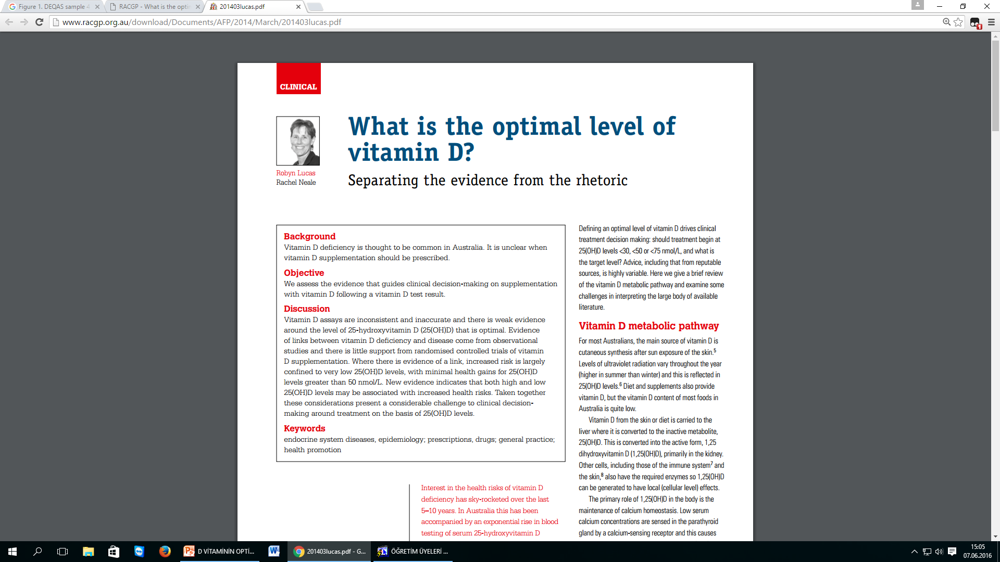 Figure 1. DEQAS sample 4
RACGP - What is the opti
201403lucas.pdf
www.racgp.org.au/download/Documents/AFP/2014/March/201403lucas.pdf
1
CLINICAL
What is the optimal level of
vitamin D?
Separating the evidence from the rhetoric
Robyn Lucas
Rachel Neale
Background
Vitamin D deficiency is thought to be common in Australia. It is unclear when
vitamin D supplementation should be prescribed.
Objective
We assess the evidence that guides clinical decision-making on supplementation
with vitamin D following a vitamin D test result.
Discussion
Vitamin D assays are inconsistent and inaccurate and there is weak evidence
around the level of 25-hydroxyvitamin D (25(OH)D) that is optimal. Evidence
of links between vitamin D deficiency and disease come from observational
studies and there is little support from randomised controlled trials of vitamin
D supplementation. Where there is evidence of a link, increased risk is largely
confined to very low 25(OH)D levels, with minimal health gains for 25(OH)D
levels greater than 50 nmol/L. New evidence indicates that both high and low
25(OH)D levels may be associated with increased health risks. Taken together
these considerations present a considerable challenge to clinical decision-
making around treatment on the basis of 25(OH)D levels.
Keywords
endocrine system diseases, epidemiology; prescriptions, drugs; general practice;
health promotion
Interest in the health risks of vitamin D
deficiency has sky-rocketed over the last
5–10 years. In Australia this has been
accompanied by an exponential rise in blood
testing of serum 25-hydroxyvitamin D
Defining an optimal level of vitamin D drives clinical
treatment decision making: should treatment begin at
25(OH)D levels <30, <50 or <75 nmol/L, and what is
the target level? Advice, including that from reputable
sources, is highly variable. Here we give a brief review
of the vitamin D metabolic pathway and examine some
challenges in interpreting the large body of available
literature.
Vitamin D metabolic pathway
For most Australians, the main source of vitamin D is
cutaneous synthesis after sun exposure of the skin.5
Levels of ultraviolet radiation vary throughout the year
(higher in summer than winter) and this is reflected in
25(OH)D levels.6 Diet and supplements also provide
vitamin D, but the vitamin D content of most foods in
Australia is quite low.
Vitamin D from the skin or diet is carried to the
liver where it is converted to the inactive metabolite,
25(OH)D. This is converted into the active form, 1,25
dihydroxyvitamin D (1,25(OH)D), primarily in the kidney.
Other cells, including those of the immune system7 and
the skin,8 also have the required enzymes so 1,25(OH)D
can be generated to have local (cellular level) effects.
The primary role of 1,25(OH)D in the body is the
maintenance of calcium homeostasis. Low serum
calcium concentrations are sensed in the parathyroid
gland by a calcium-sensing receptor and this causes
D VİTAMİNİN OPTİ...
201403lucas.pdf - G...
ÖĞRETİM ÜYELERİ ...
15:05
07.06.2016